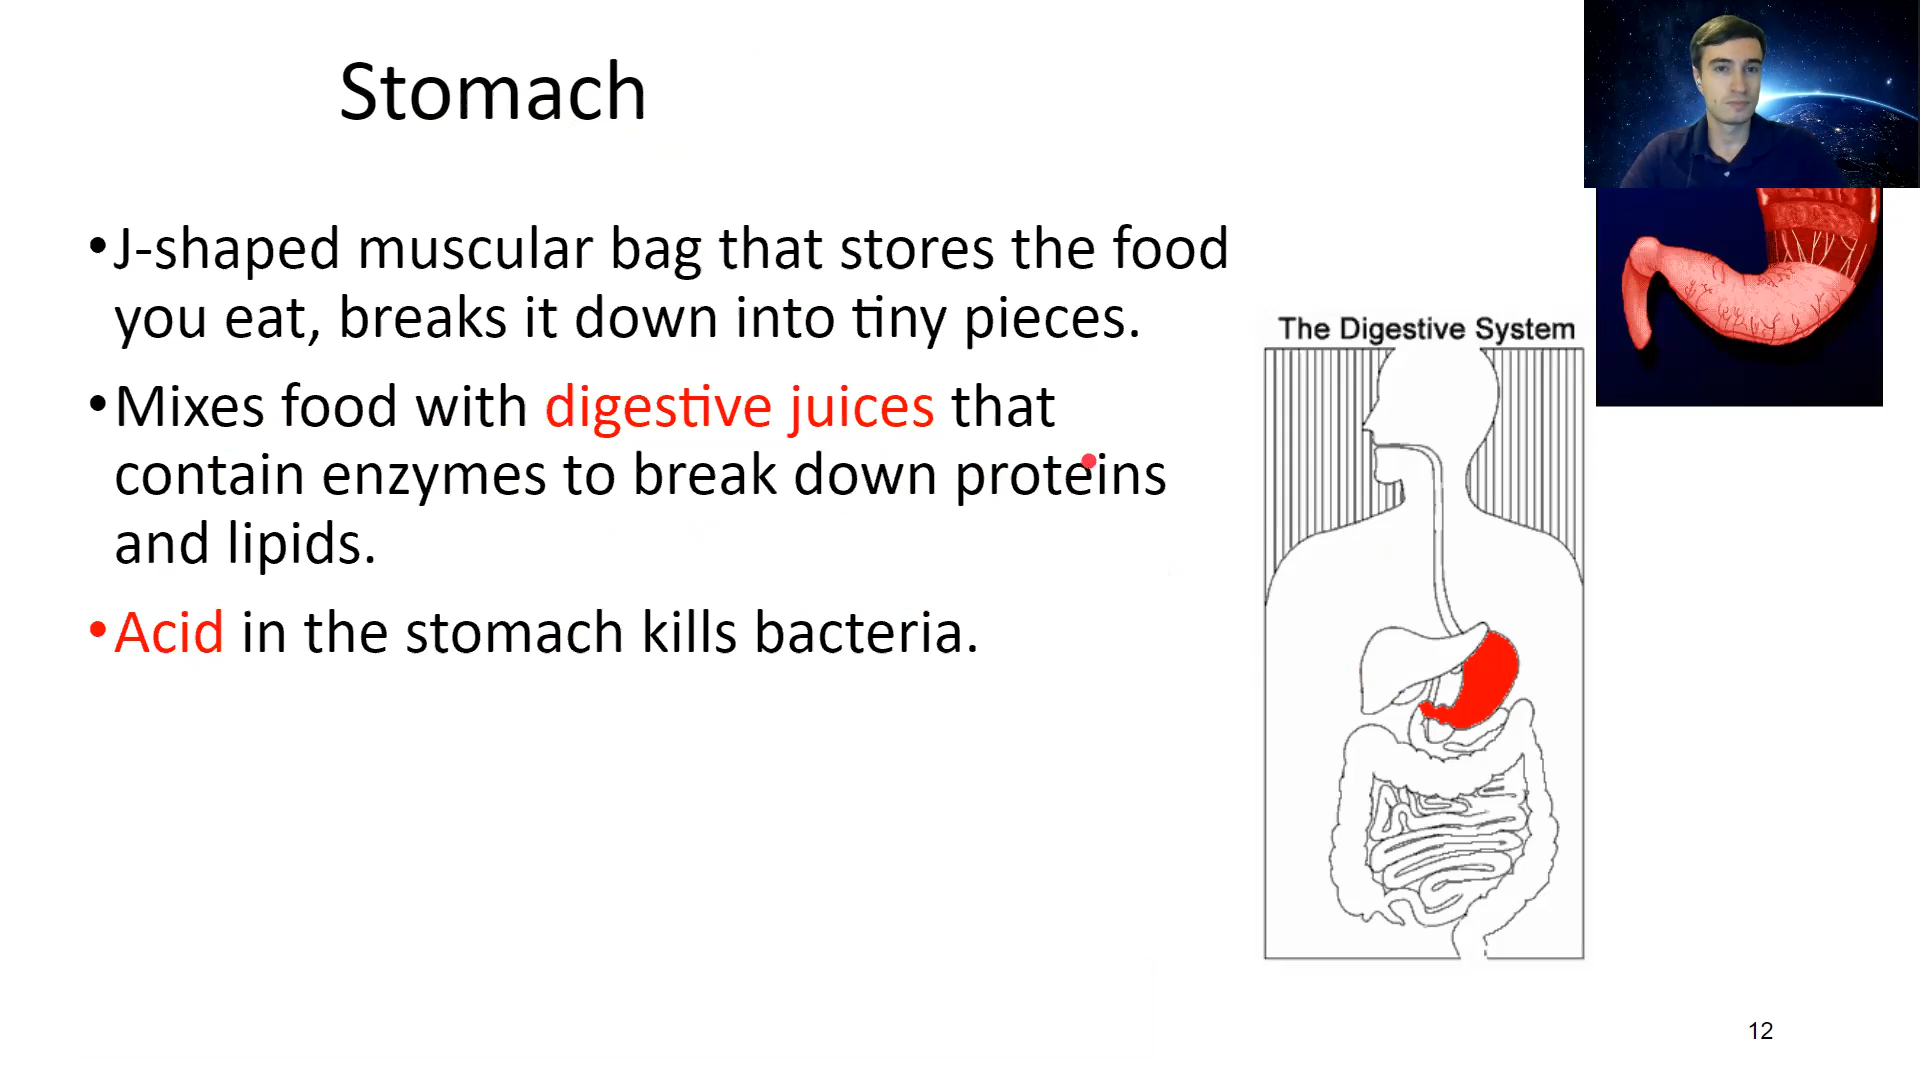 Stomach
•J-shaped muscular bag that stores the food
you eat, breaks it down into tiny pieces.
•Mixes food with digestive juices that
contain enzymes to break down proteins
and lipids.
•Acid in the stomach kills bacteria.
The Digestive System
12